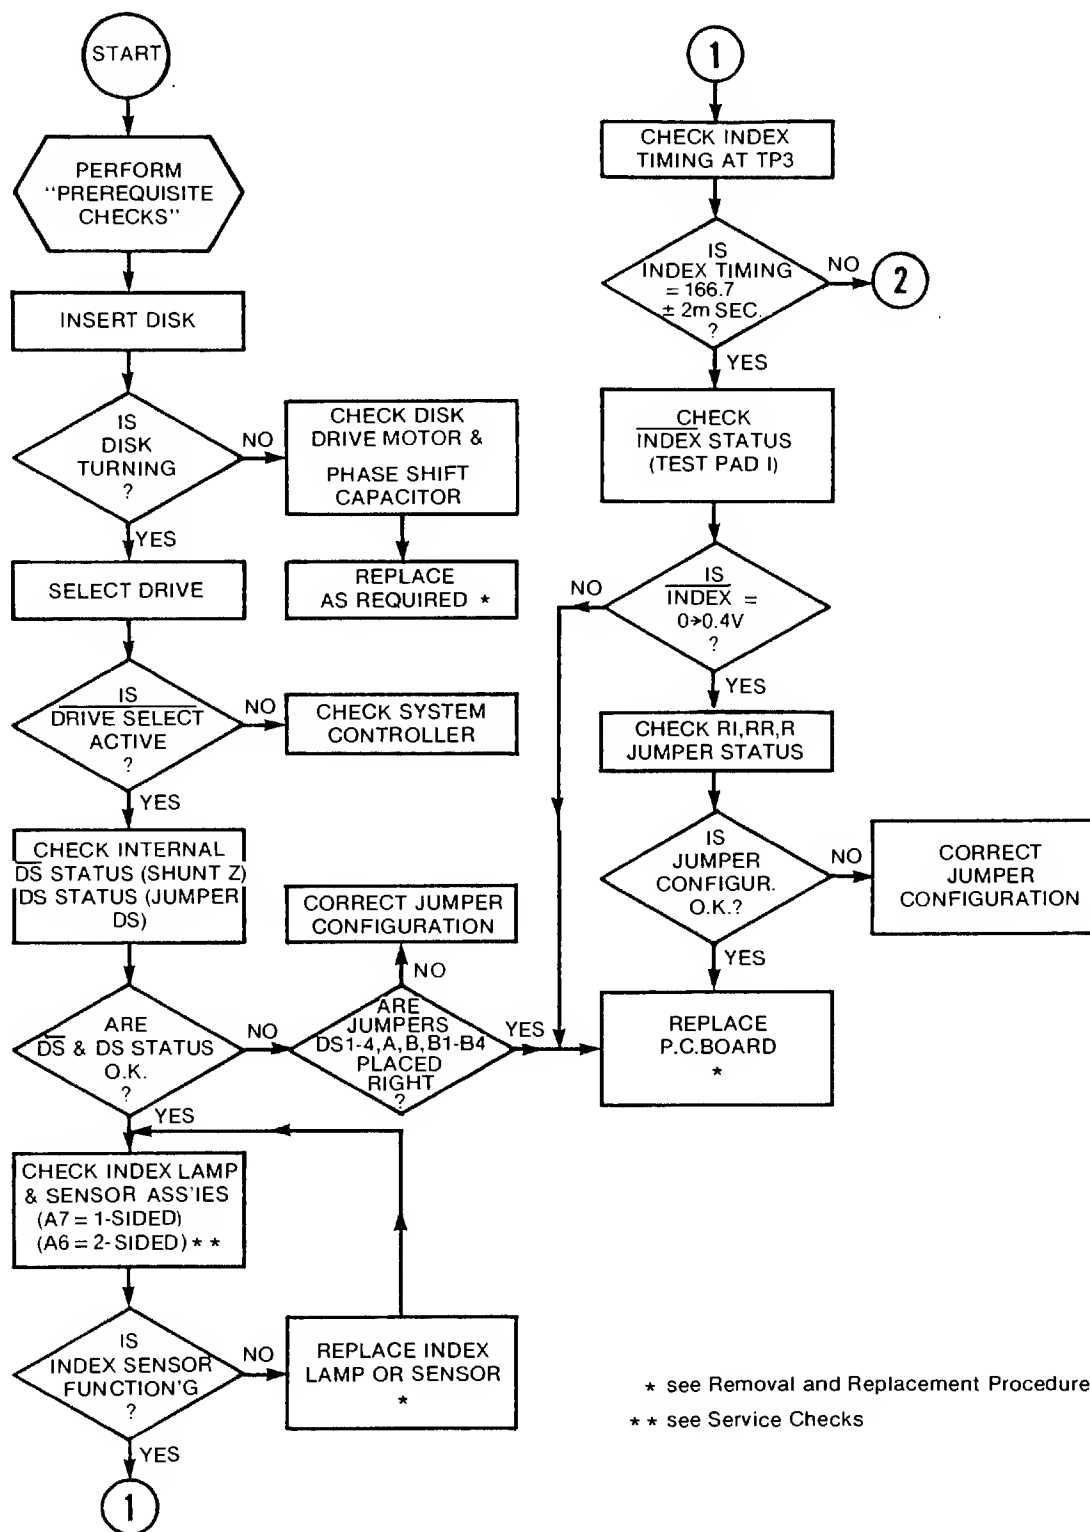 START
PERFORM
"PREREQUISITE
CHECKS"
INSERT DISK
IS
DISK
TURNING
?
NO
CHECK DISK
DRIVE MOTOR &
PHASE SHIFT
CAPACITOR
REPLACE
AS REQUIRED *
YES
SELECT DRIVE
IS
DRIVE SELECT
ACTIVE
?
NO
CHECK SYSTEM
CONTROLLER
YES
CHECK INTERNAL
DS STATUS (SHUNT Z)
DS STATUS (JUMPER
DS)
ARE
DS & DS STATUS
O.K.
?
NO
ARE
JUMPERS
DS1-4,A,B,B1-B4
PLACED
RIGHT
?
NO
CORRECT JUMPER
CONFIGURATION
YES
YES
CHECK INDEX LAMP
& SENSOR ASS'IES
(A7 = 1-SIDED)
(A6 = 2-SIDED) * *
IS
INDEX SENSOR
FUNCTION'G
?
NO
REPLACE INDEX
LAMP OR SENSOR
*
YES
1
1
CHECK INDEX
TIMING AT TP3
IS
INDEX TIMING
= 166.7
± 2m SEC.
?
NO
2
YES
CHECK
INDEX STATUS
(TEST PAD I)
IS
INDEX =
0→0.4V
?
NO
YES
CHECK RI,RR,R
JUMPER STATUS
IS
JUMPER
CONFIGUR.
O.K.?
NO
CORRECT
JUMPER
CONFIGURATION
YES
REPLACE
P.C.BOARD
*
* see Removal and Replacement Procedure
* * see Service Checks